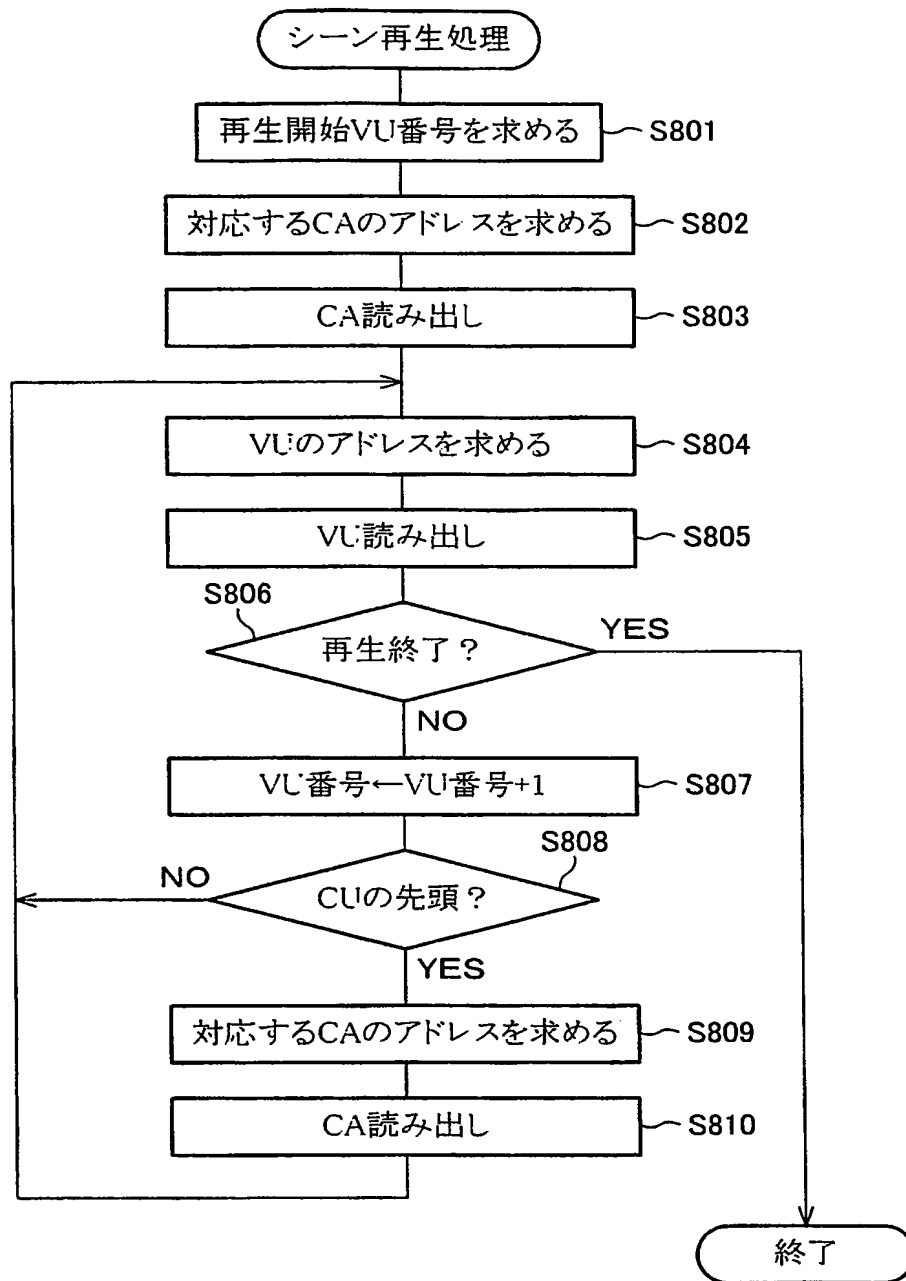 シーン再生処理
再生開始VU番号を求める
S801
対応するCAのアドレスを求める
S802
CA読み出し
S803
VUのアドレスを求める
S804
VU読み出し
S805
S806
再生終了？
YES
NO
VU番号←VU番号+1
S807
S808
NO
CUの先頭？
YES
対応するCAのアドレスを求める
S809
CA読み出し
S810
終了